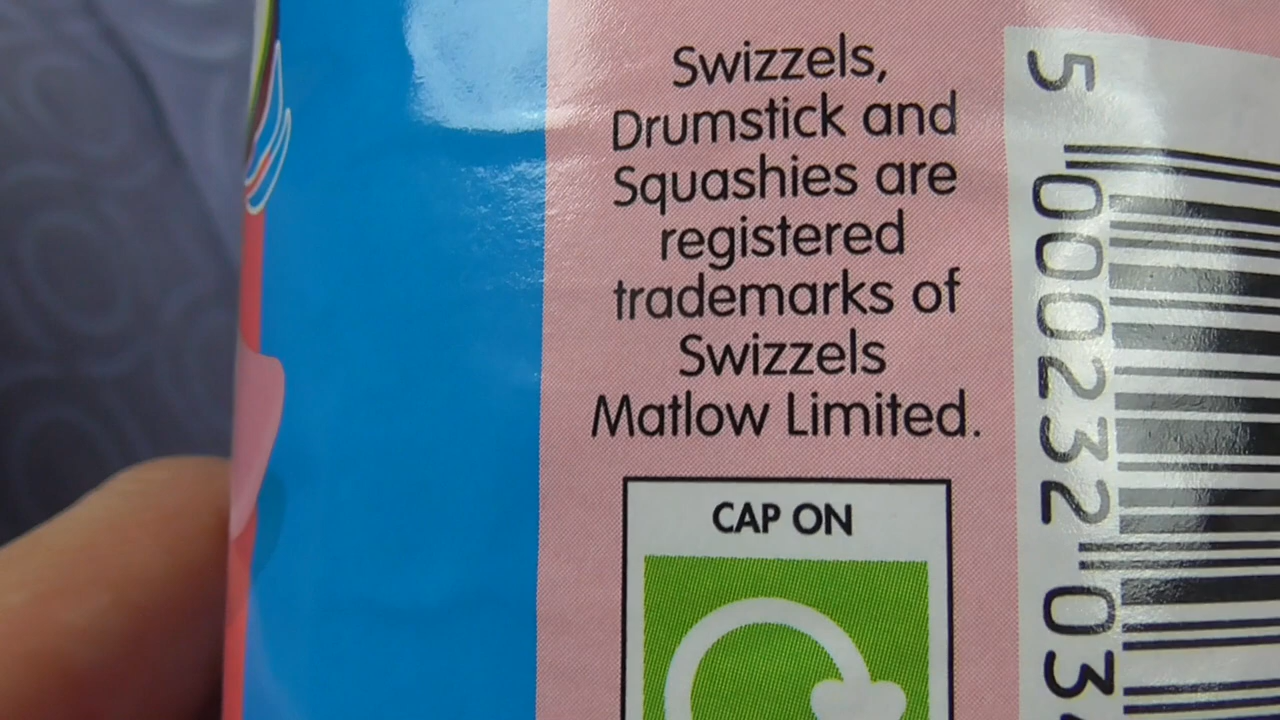 Swizzels,
Drumstick and
Squashies are
registered
trademarks of
Swizzels
Matlow Limited.
CAP ON
5 000232 03